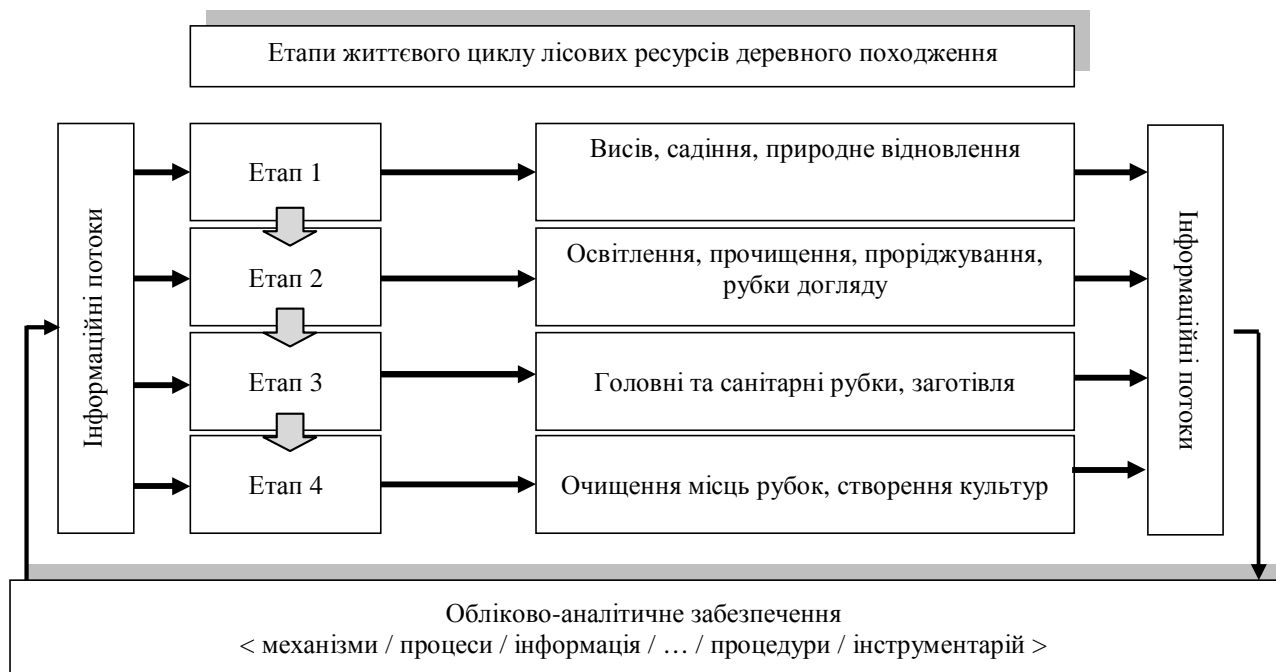 Етапи життєвого циклу лісових ресурсів деревного походження
Інформаційні потоки
Етап 1
Висів, садіння, природне відновлення
Етап 2
Освітлення, прочищення, проріджування,
рубки догляду
Етап 3
Головні та санітарні рубки, заготівля
Етап 4
Очищення місць рубок, створення культур
Інформаційні потоки
Обліково-аналітичне забезпечення
< механізми / процеси / інформація / … / процедури / інструментарій >